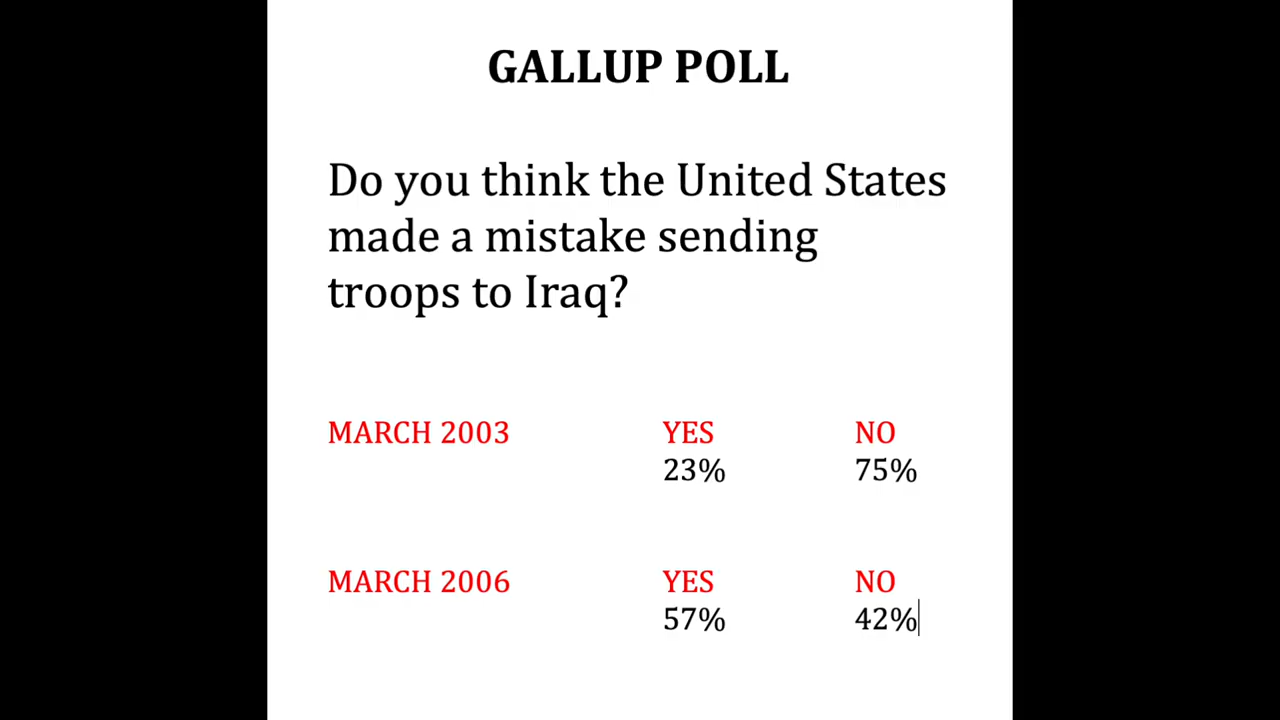 GALLUP POLL
Do you think the United States
made a mistake sending
troops to Iraq?
MARCH 2003 YES NO
23% 75%
MARCH 2006 YES NO
57% 42%